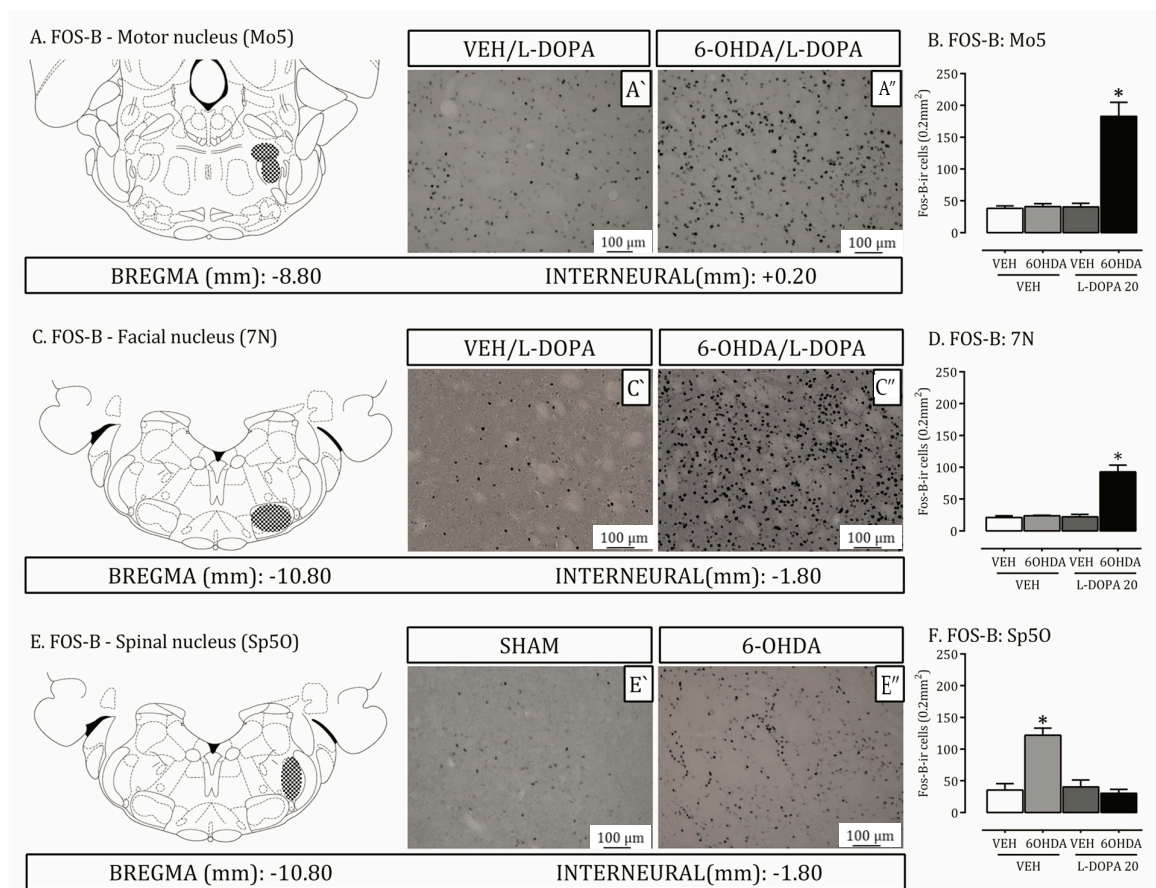 A. FOS-B - Motor nucleus (Mo5)
VEH/L-DOPA
6-OHDA/L-DOPA
A`
A″
100 μm
100 μm
BREGMA (mm): -8.80
INTERNEURAL(mm): +0.20
B. FOS-B: Mo5
Fos-B-ir cells (0.2mm²)
250
200
150
100
50
0
*
VEH 6OHDA VEH 6OHDA
VEH L-DOPA 20
C. FOS-B - Facial nucleus (7N)
VEH/L-DOPA
6-OHDA/L-DOPA
C`
C″
100 μm
100 μm
BREGMA (mm): -10.80
INTERNEURAL(mm): -1.80
D. FOS-B: 7N
Fos-B-ir cells (0.2mm²)
250
200
150
100
50
0
*
VEH 6OHDA VEH 6OHDA
VEH L-DOPA 20
E. FOS-B - Spinal nucleus (Sp5O)
SHAM
6-OHDA
E`
E″
100 μm
100 μm
BREGMA (mm): -10.80
INTERNEURAL(mm): -1.80
F. FOS-B: Sp5O
Fos-B-ir cells (0.2mm²)
250
200
150
100
50
0
*
VEH 6OHDA VEH 6OHDA
VEH L-DOPA 20